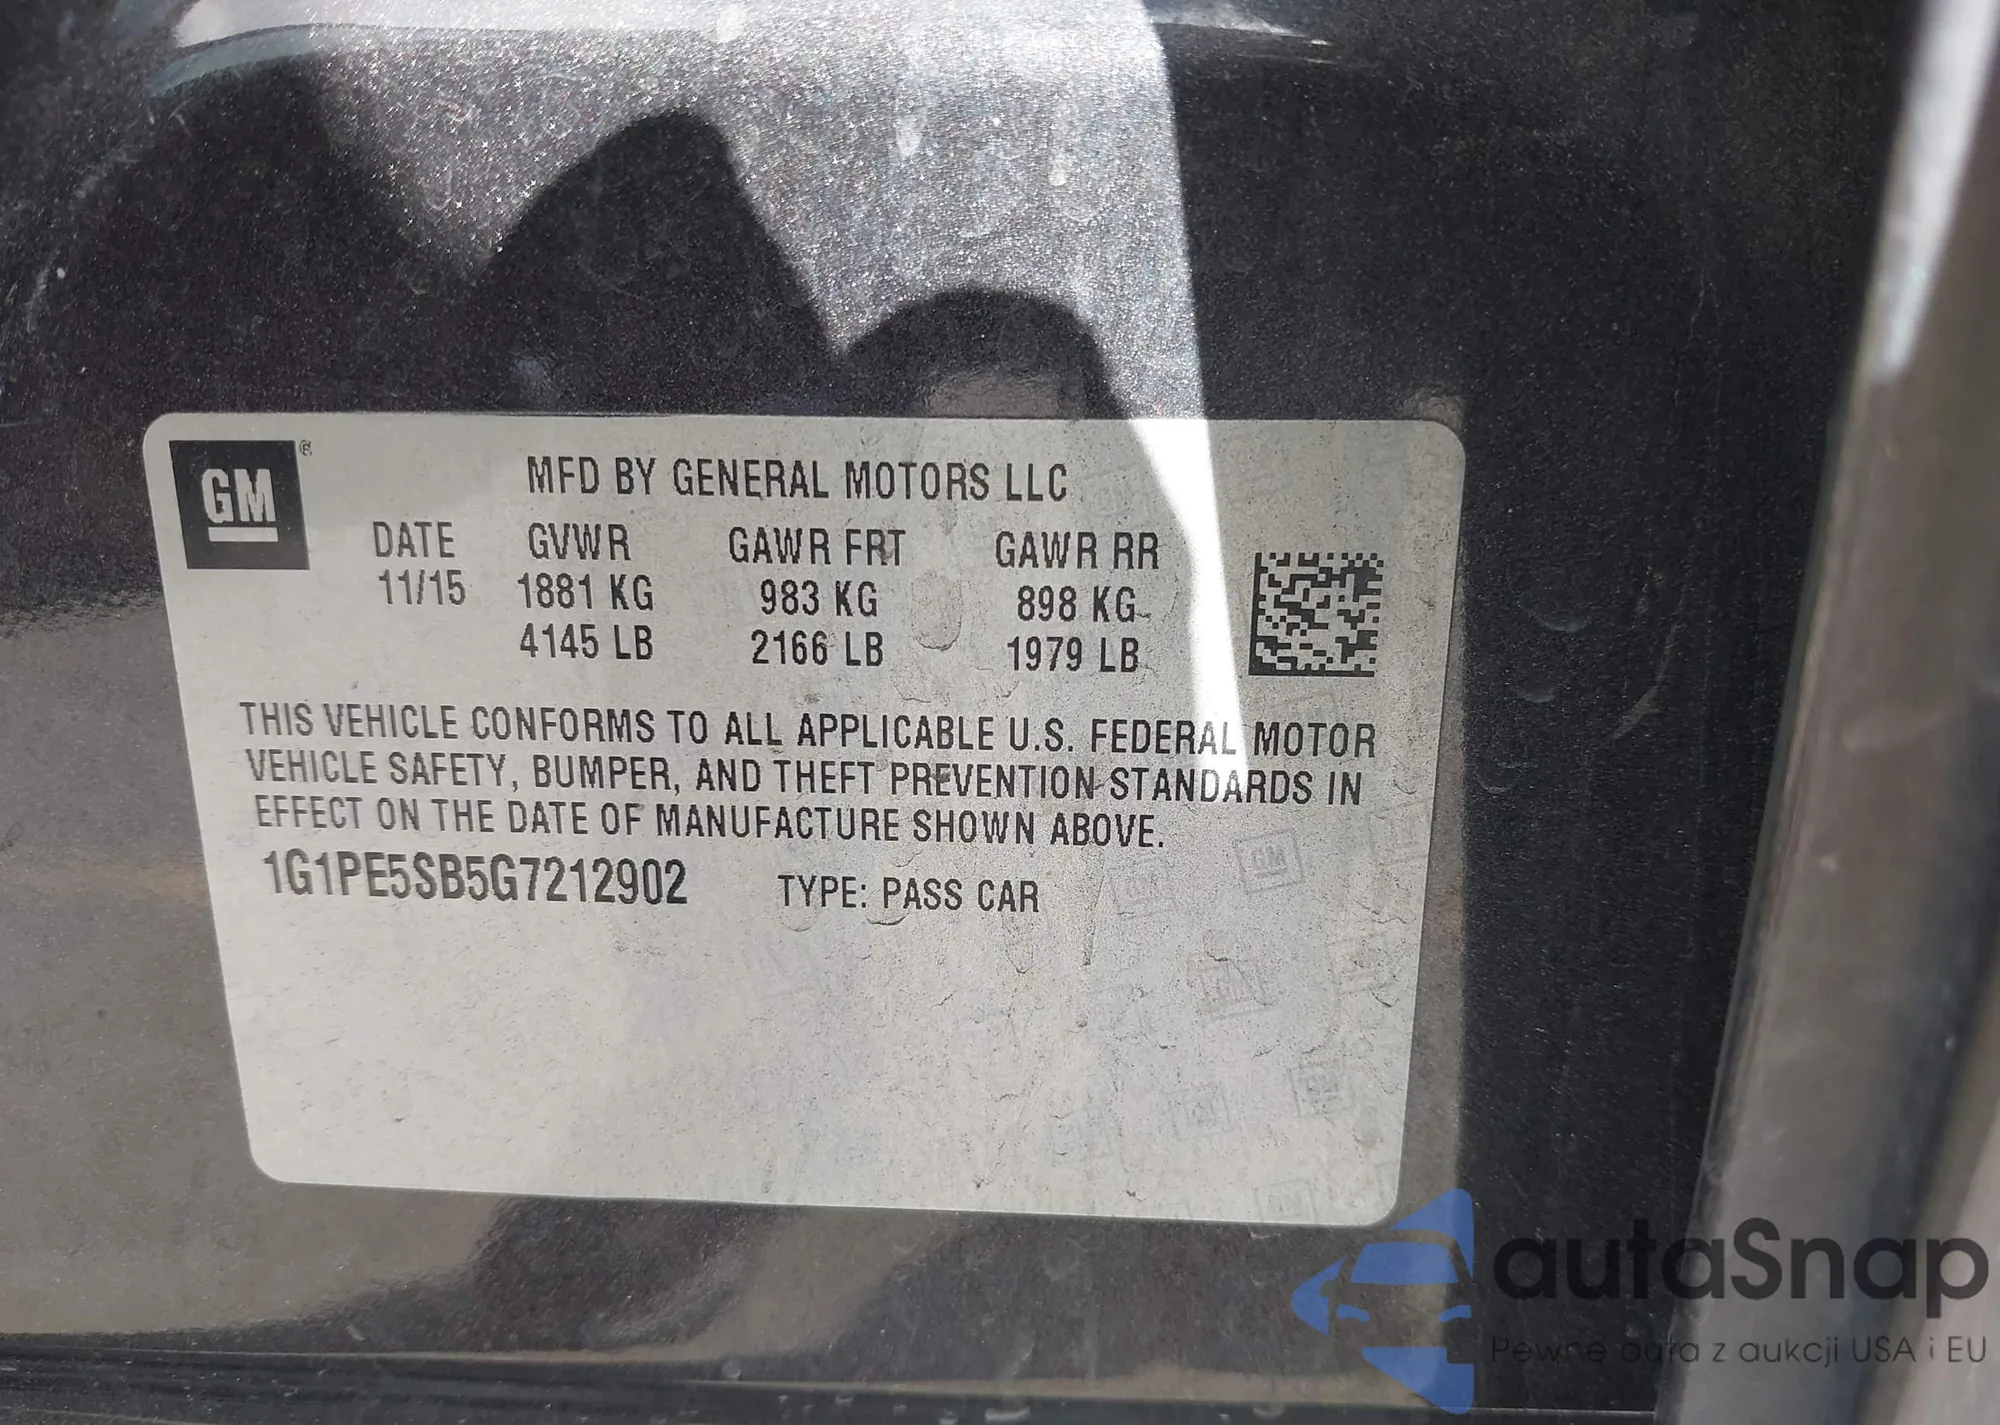 GM ®
MFD BY GENERAL MOTORS LLC
DATE GVWR GAWR FRT GAWR RR
11/15 1881 KG 983 KG 898 KG
4145 LB 2166 LB 1979 LB
THIS VEHICLE CONFORMS TO ALL APPLICABLE U.S. FEDERAL MOTOR
VEHICLE SAFETY, BUMPER, AND THEFT PREVENTION STANDARDS IN
EFFECT ON THE DATE OF MANUFACTURE SHOWN ABOVE.
1G1PE5SB5G7212902 TYPE: PASS CAR
autaSnap
Pewne auta z aukcji USA i EU